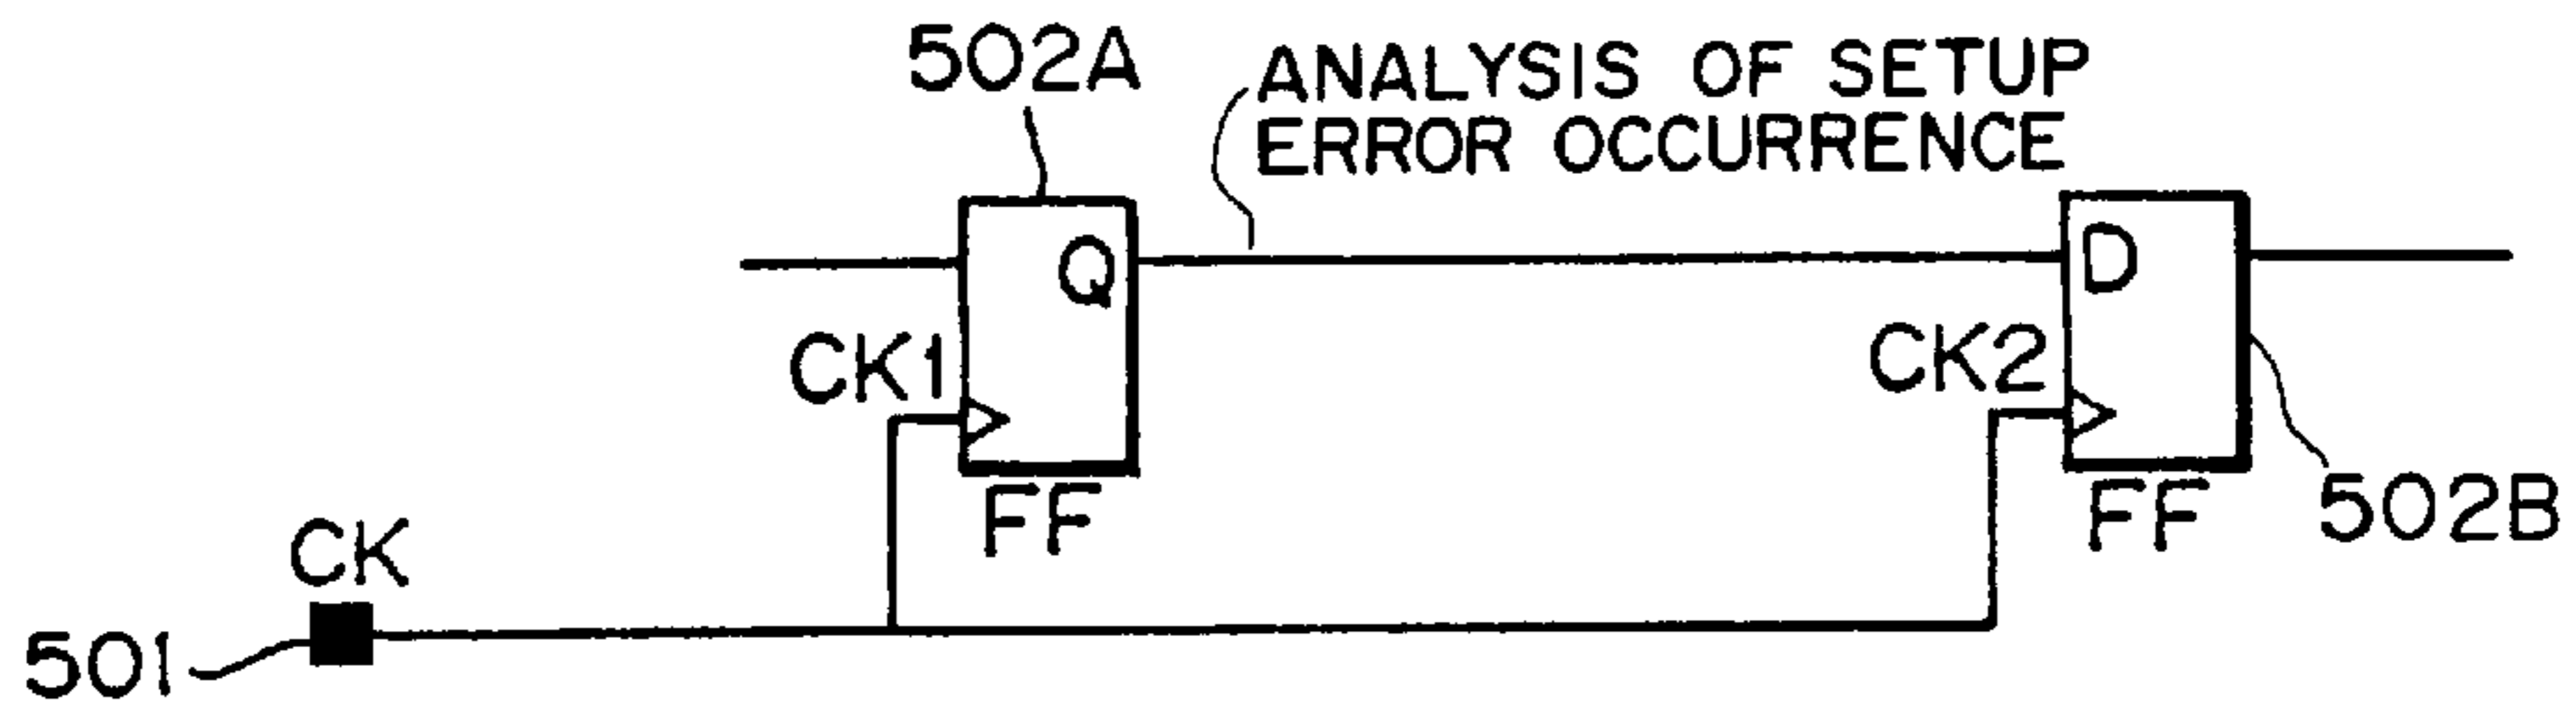 502A
ANALYSIS OF SETUP
ERROR OCCURRENCE
Q
D
CK1
CK2
FF
FF
502B
CK
501